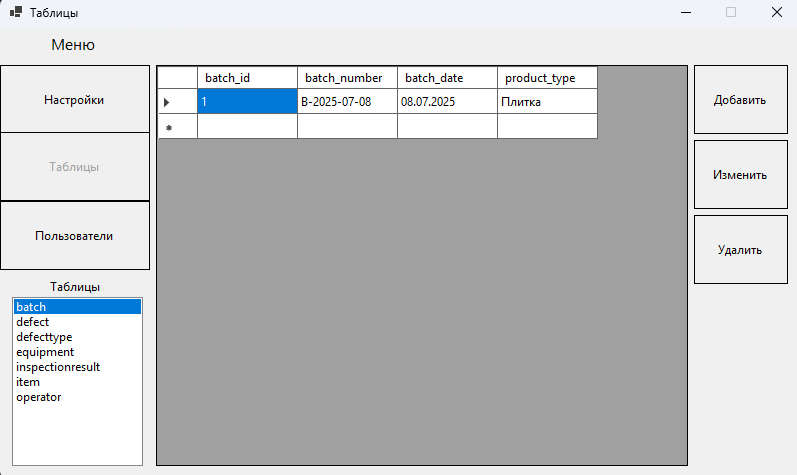 Таблицы
Меню
Настройки
Таблицы
Пользователи
Таблицы
batch
defect
defecttype
equipment
inspectionresult
item
operator
batch_id batch_number batch_date product_type
1 B-2025-07-08 08.07.2025 Плитка
Добавить
Изменить
Удалить